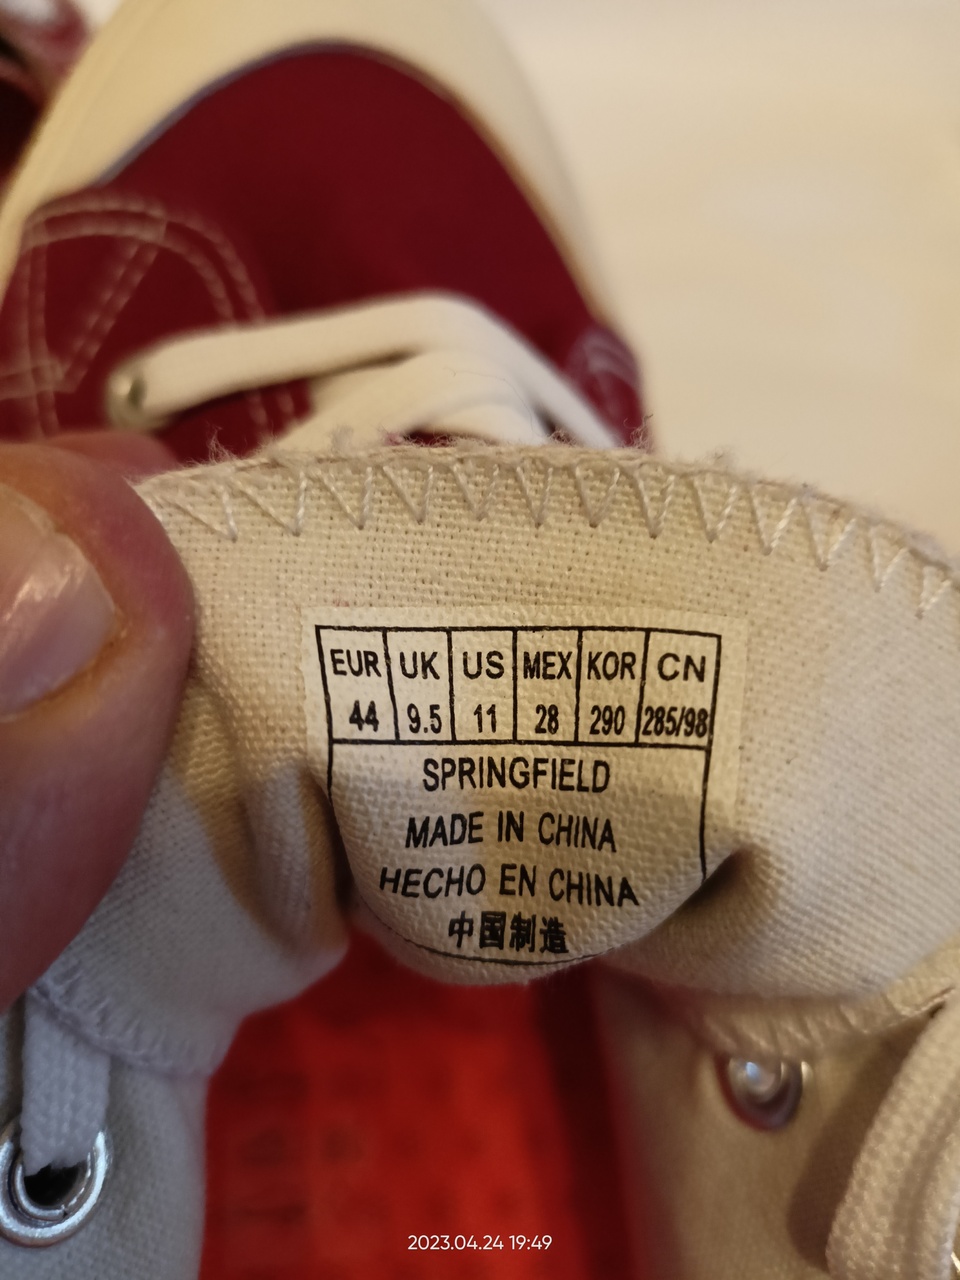 EUR UK US MEX KOR CN
44 9.5 11 28 290 285/98
SPRINGFIELD
MADE IN CHINA
HECHO EN CHINA
中国制造
2023.04.24 19:49